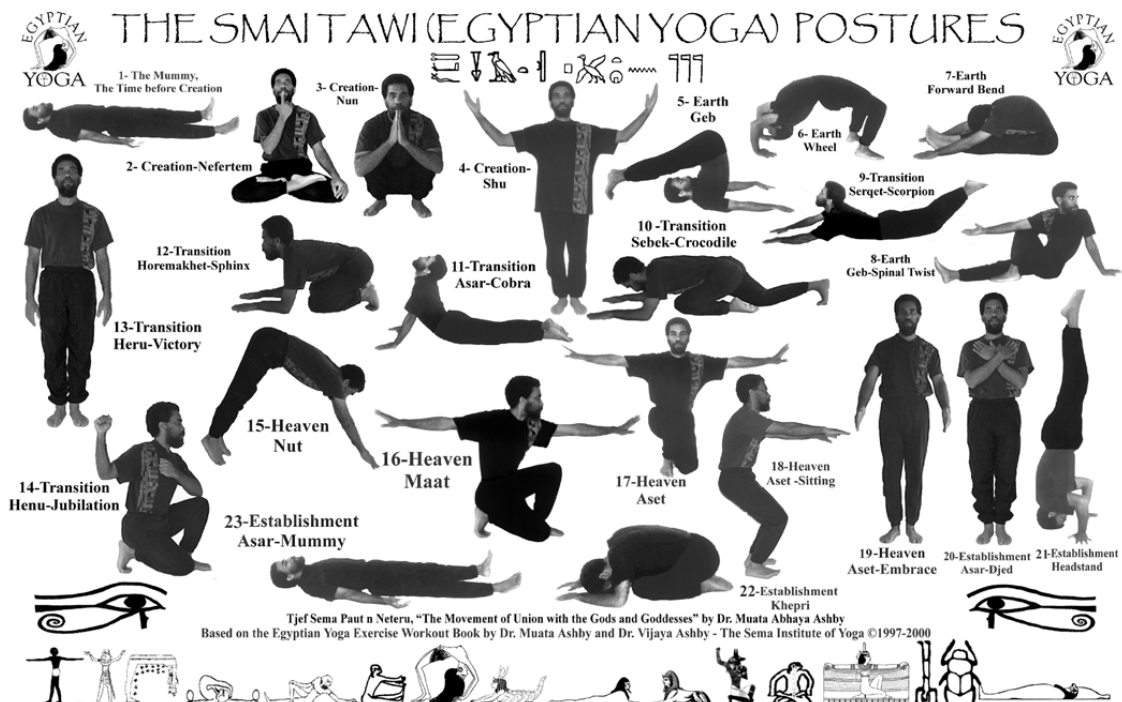 THE SMAI TAWI (EGYPTIAN YOGA) POSTURES
EGYPTIAN
YOGA
EGYPTIAN
YOGA
1- The Mummy,
The Time before Creation
2- Creation-Nefertem
3- Creation-
Nun
4- Creation-
Shu
5- Earth
Geb
6- Earth
Wheel
7-Earth
Forward Bend
9-Transition
Serqet-Scorpion
8-Earth
Geb-Spinal Twist
10 -Transition
Sebek-Crocodile
11-Transition
Asar-Cobra
12-Transition
Horemakhet-Sphinx
13-Transition
Heru-Victory
14-Transition
Henu-Jubilation
15-Heaven
Nut
16-Heaven
Maat
17-Heaven
Aset
18-Heaven
Aset -Sitting
19-Heaven
Aset-Embrace
20-Establishment
Asar-Djed
21-Establishment
Headstand
22-Establishment
Khepri
23-Establishment
Asar-Mummy
Tjef Sema Paut n Neteru, “The Movement of Union with the Gods and Goddesses” by Dr. Muata Abhaya Ashby
Based on the Egyptian Yoga Exercise Workout Book by Dr. Muata Ashby and Dr. Vijaya Ashby - The Sema Institute of Yoga ©1997-2000